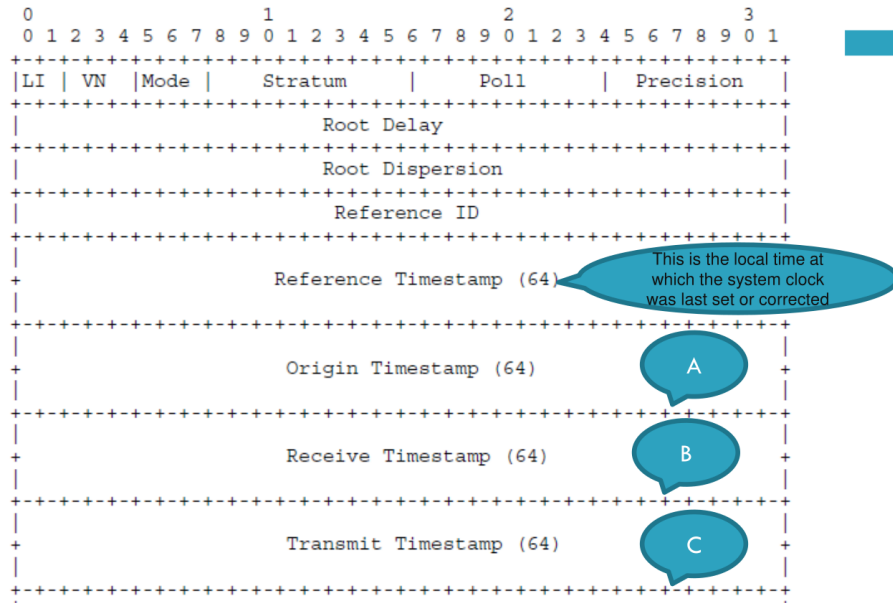 0                   1                   2                   3
0 1 2 3 4 5 6 7 8 9 0 1 2 3 4 5 6 7 8 9 0 1 2 3 4 5 6 7 8 9 0 1
+-+-+-+-+-+-+-+-+-+-+-+-+-+-+-+-+-+-+-+-+-+-+-+-+-+-+-+-+-+-+-+-+
|LI | VN  |Mode |    Stratum     |     Poll      |  Precision   |
+-+-+-+-+-+-+-+-+-+-+-+-+-+-+-+-+-+-+-+-+-+-+-+-+-+-+-+-+-+-+-+-+
|                         Root Delay                            |
+-+-+-+-+-+-+-+-+-+-+-+-+-+-+-+-+-+-+-+-+-+-+-+-+-+-+-+-+-+-+-+-+
|                         Root Dispersion                       |
+-+-+-+-+-+-+-+-+-+-+-+-+-+-+-+-+-+-+-+-+-+-+-+-+-+-+-+-+-+-+-+-+
|                          Reference ID                         |
+-+-+-+-+-+-+-+-+-+-+-+-+-+-+-+-+-+-+-+-+-+-+-+-+-+-+-+-+-+-+-+-+
|
+                     Reference Timestamp (64)
|
This is the local time at
which the system clock
was last set or corrected
+-+-+-+-+-+-+-+-+-+-+-+-+-+-+-+-+-+-+-+-+-+-+-+-+-+-+-+-+-+-+-+-+
|                                                               |
+                      Origin Timestamp (64)            A       +
|                                                               |
+-+-+-+-+-+-+-+-+-+-+-+-+-+-+-+-+-+-+-+-+-+-+-+-+-+-+-+-+-+-+-+-+
|                                                               |
+                      Receive Timestamp (64)           B       +
|                                                               |
+-+-+-+-+-+-+-+-+-+-+-+-+-+-+-+-+-+-+-+-+-+-+-+-+-+-+-+-+-+-+-+-+
|                                                               |
+                      Transmit Timestamp (64)          C       +
|                                                               |
+-+-+-+-+-+-+-+-+-+-+-+-+-+-+-+-+-+-+-+-+-+-+-+-+-+-+-+-+-+-+-+-+